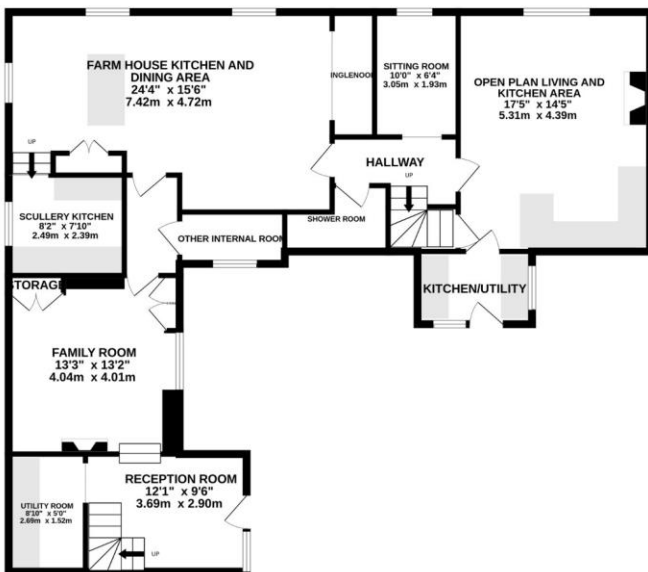 FARM HOUSE KITCHEN AND
DINING AREA
24'4" x 15'6"
7.42m x 4.72m
INGLENOOK
SITTING ROOM
10'0" x 6'4"
3.05m x 1.93m
OPEN PLAN LIVING AND
KITCHEN AREA
17'5" x 14'5"
5.31m x 4.39m
UP
HALLWAY
UP
SCULLERY KITCHEN
8'2" x 7'10"
2.49m x 2.39m
SHOWER ROOM
OTHER INTERNAL ROOM
STORAGE
KITCHEN/UTILITY
FAMILY ROOM
13'3" x 13'2"
4.04m x 4.01m
RECEPTION ROOM
12'1" x 9'6"
3.69m x 2.90m
UTILITY ROOM
8'10" x 5'0"
2.69m x 1.52m
UP